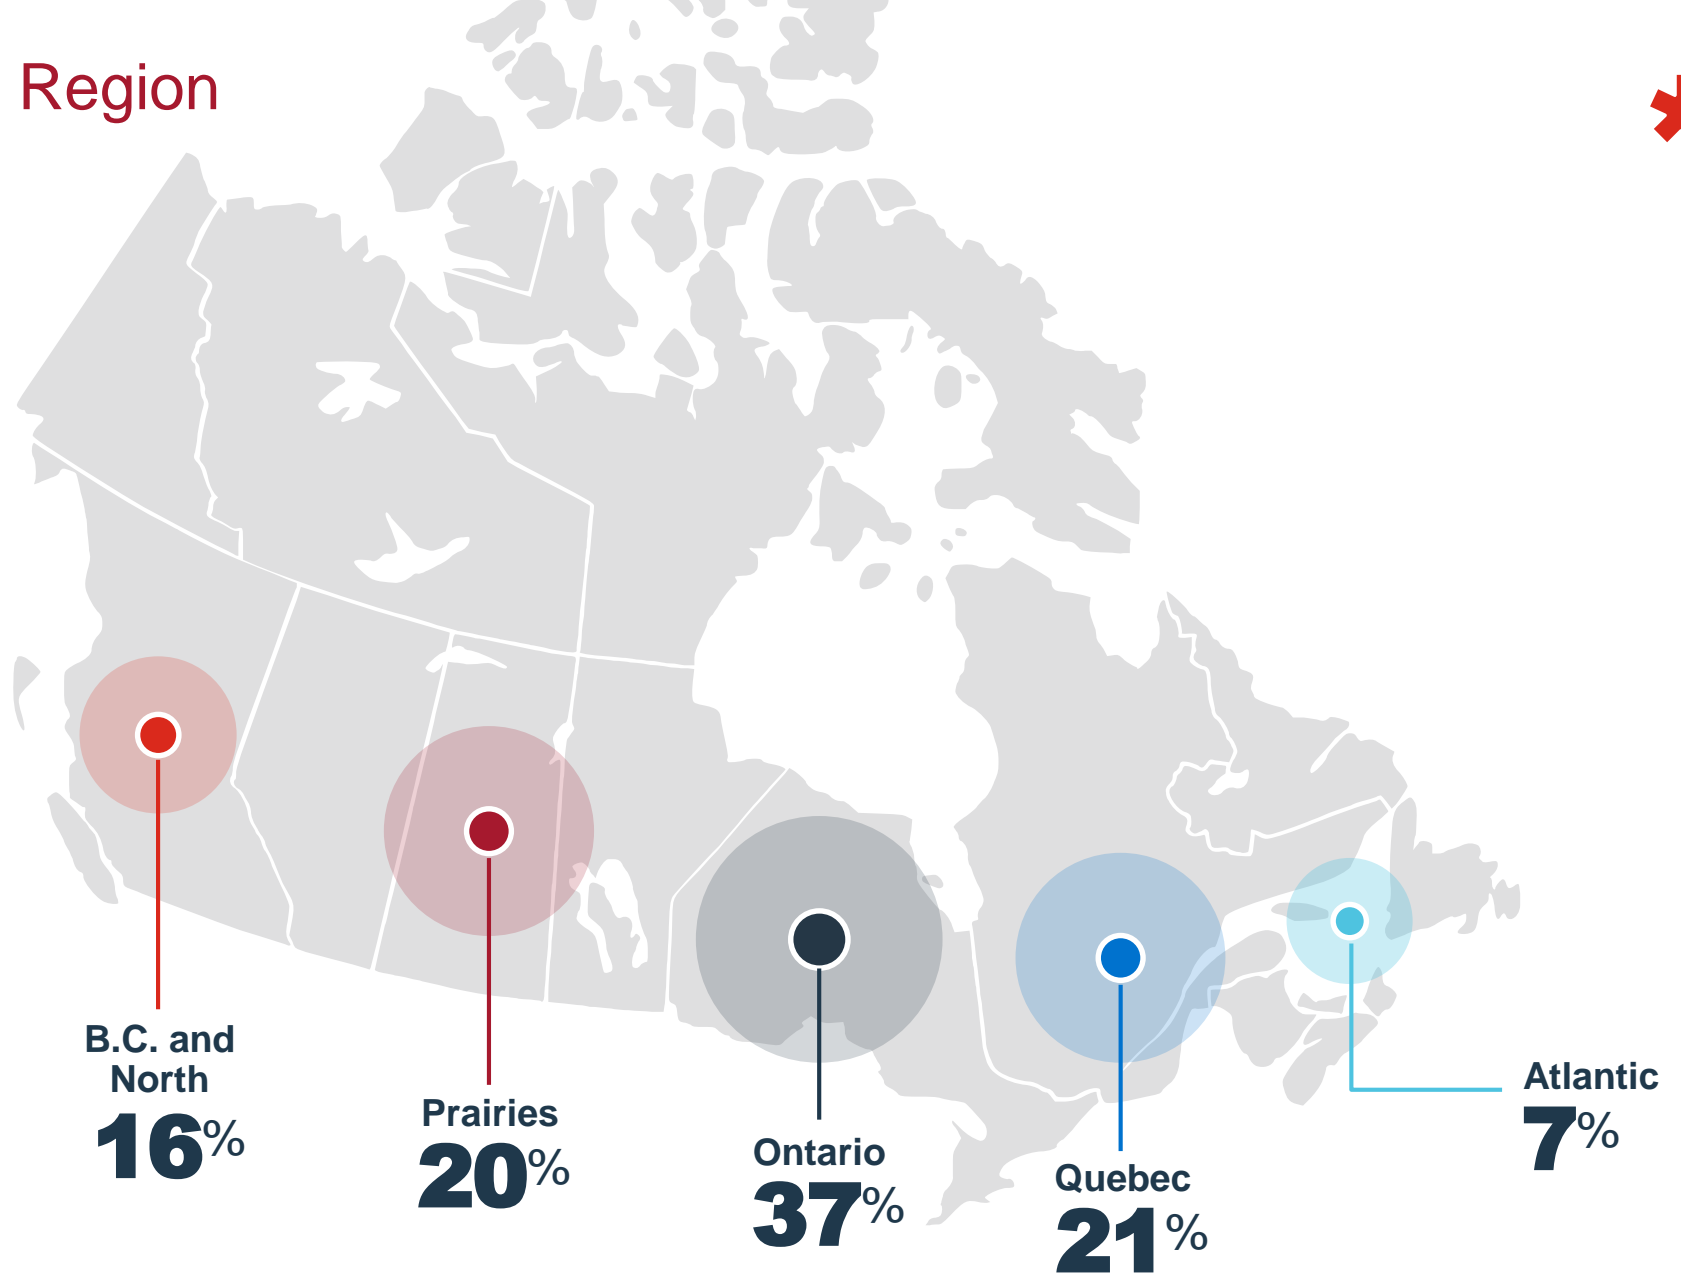 Region
B.C. and
North
16%
Prairies
20%
Ontario
37%
Quebec
21%
Atlantic
7%